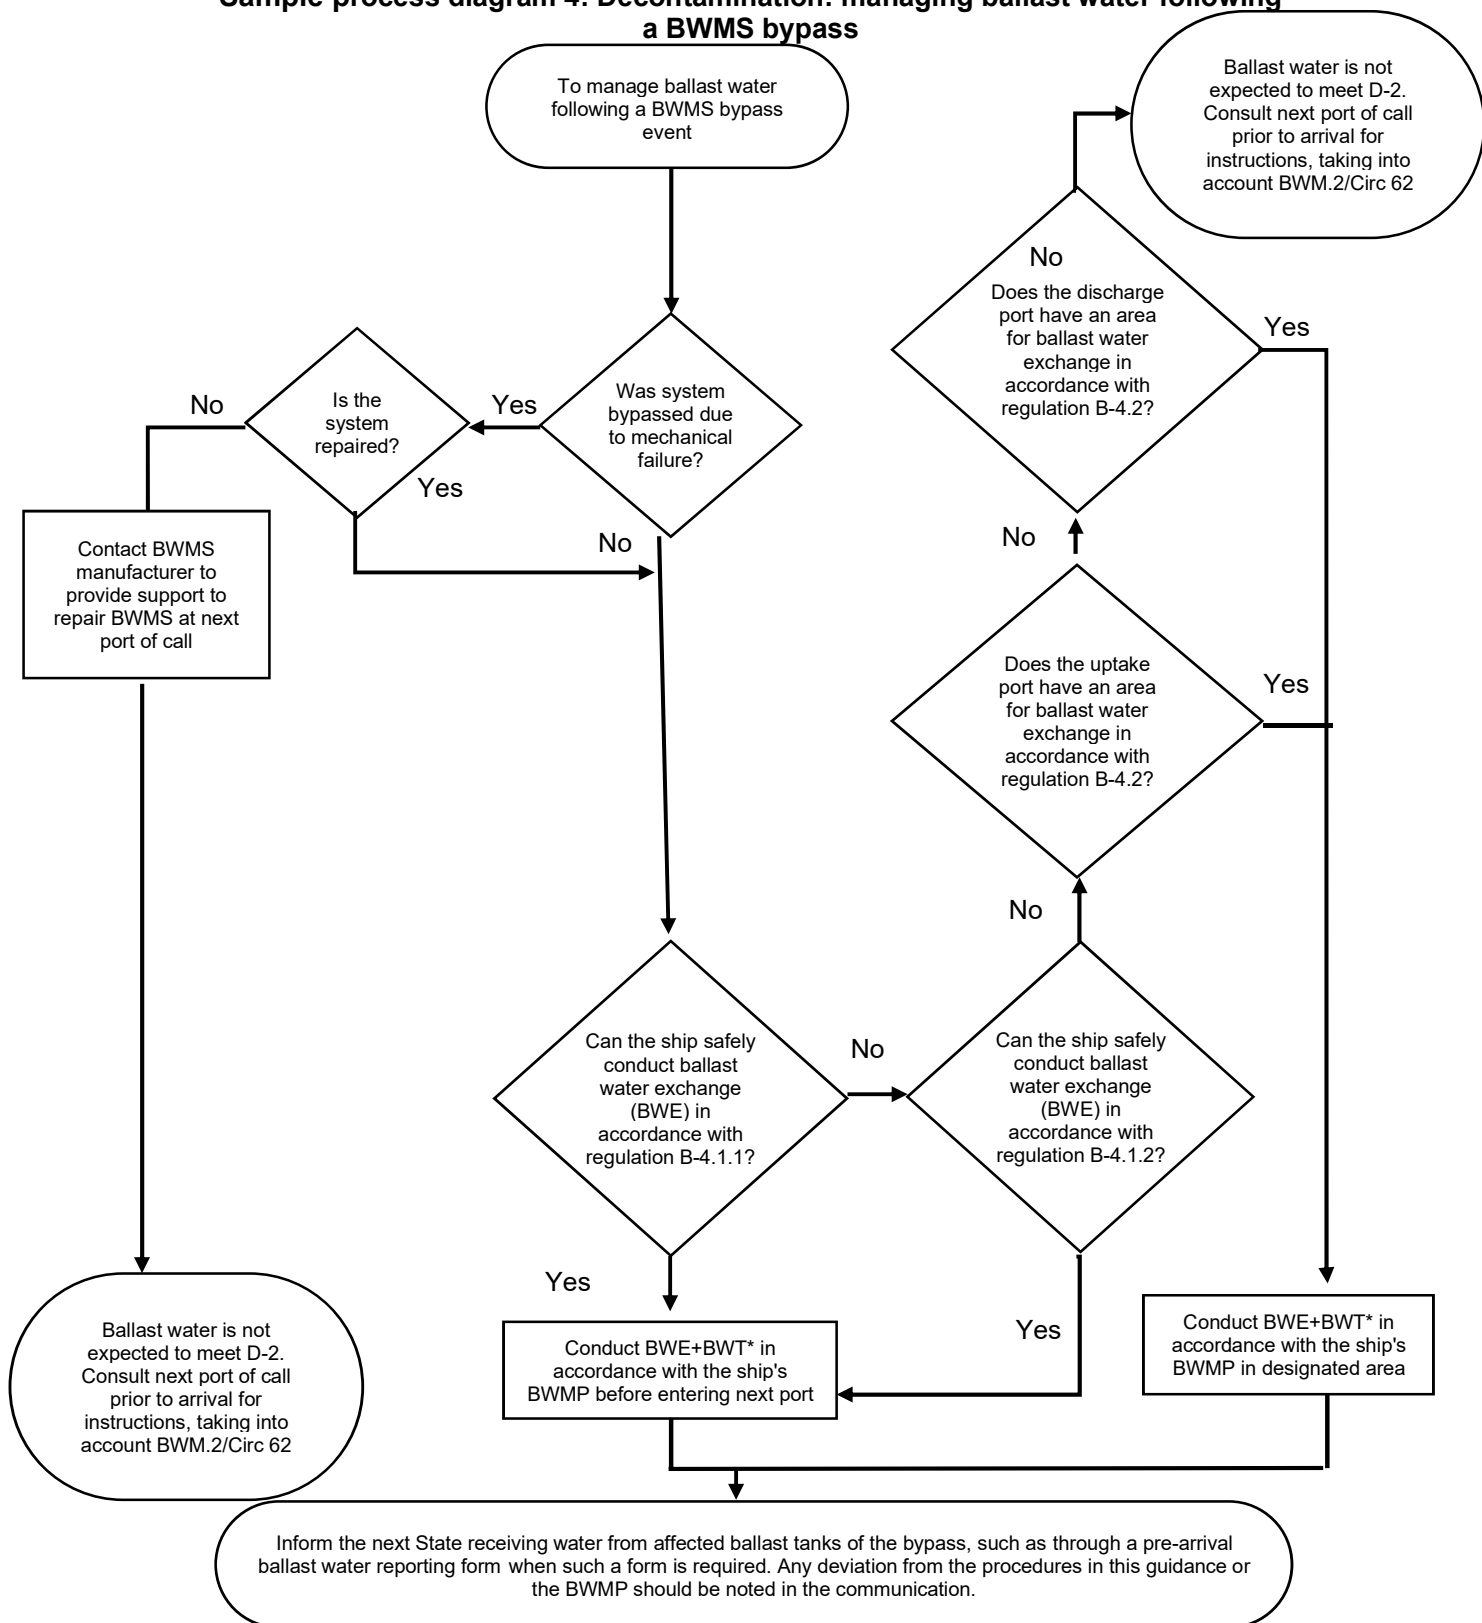 Sample process diagram 4: Decontamination: managing ballast water following
a BWMS bypass
To manage ballast water
following a BWMS bypass
event
Ballast water is not
expected to meet D-2.
Consult next port of call
prior to arrival for
instructions, taking into
account BWM.2/Circ 62
No
Does the discharge
port have an area
for ballast water
exchange in
accordance with
regulation B-4.2?
Yes
Was system
bypassed due
to mechanical
failure?
Yes
Is the
system
repaired?
No
Yes
No
Contact BWMS
manufacturer to
provide support to
repair BWMS at next
port of call
No
Does the uptake
port have an area
for ballast water
exchange in
accordance with
regulation B-4.2?
Yes
No
Can the ship safely
conduct ballast
water exchange
(BWE) in
accordance with
regulation B-4.1.1?
No
Can the ship safely
conduct ballast
water exchange
(BWE) in
accordance with
regulation B-4.1.2?
Yes
Yes
Conduct BWE+BWT* in
accordance with the ship's
BWMP before entering next port
Conduct BWE+BWT* in
accordance with the ship's
BWMP in designated area
Ballast water is not
expected to meet D-2.
Consult next port of call
prior to arrival for
instructions, taking into
account BWM.2/Circ 62
Inform the next State receiving water from affected ballast tanks of the bypass, such as through a pre-arrival
ballast water reporting form when such a form is required. Any deviation from the procedures in this guidance or
the BWMP should be noted in the communication.